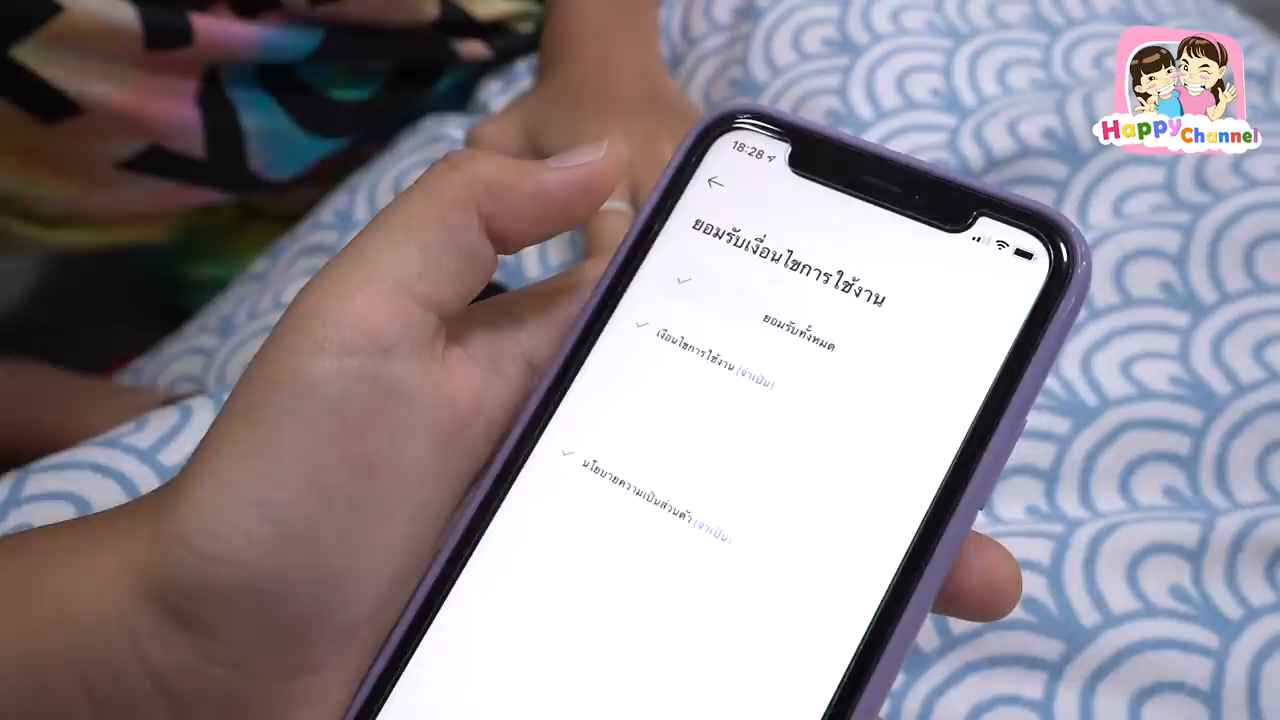 Happy Channel
18:28
ยอมรับเงื่อนไขการใช้งาน
ยอมรับทั้งหมด
เงื่อนไขการใช้งาน (จำเป็น)
นโยบายความเป็นส่วนตัว (จำเป็น)